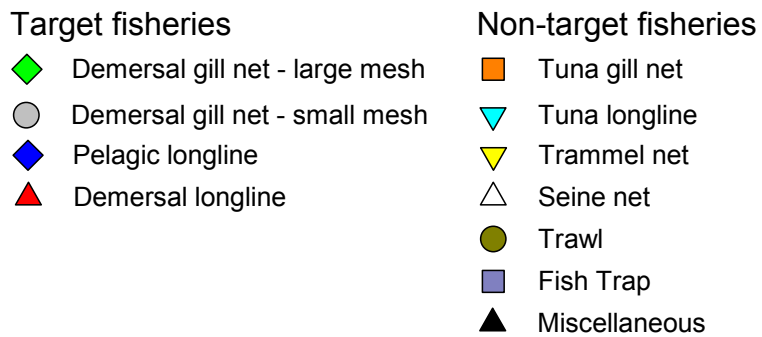 Target fisheries
Demersal gill net - large mesh
Demersal gill net - small mesh
Pelagic longline
Demersal longline
Non-target fisheries
Tuna gill net
Tuna longline
Trammel net
Seine net
Trawl
Fish Trap
Miscellaneous